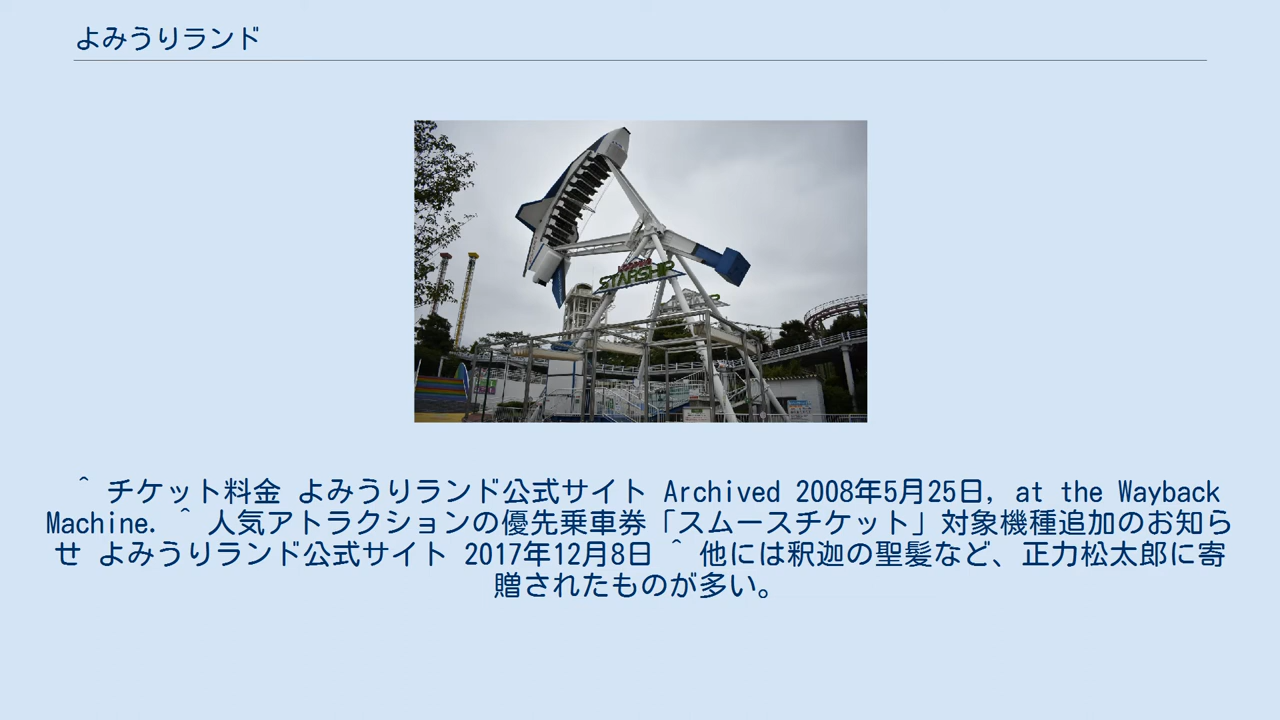 よみうりランド
STARSHIP
＾ チケット料金 よみうりランド公式サイト Archived 2008年5月25日, at the Wayback
Machine. ＾ 人気アトラクションの優先乗車券「スムースチケット」対象機種追加のお知ら
せ よみうりランド公式サイト 2017年12月8日 ＾ 他には釈迦の聖髪など、正力松太郎に寄
贈されたものが多い。